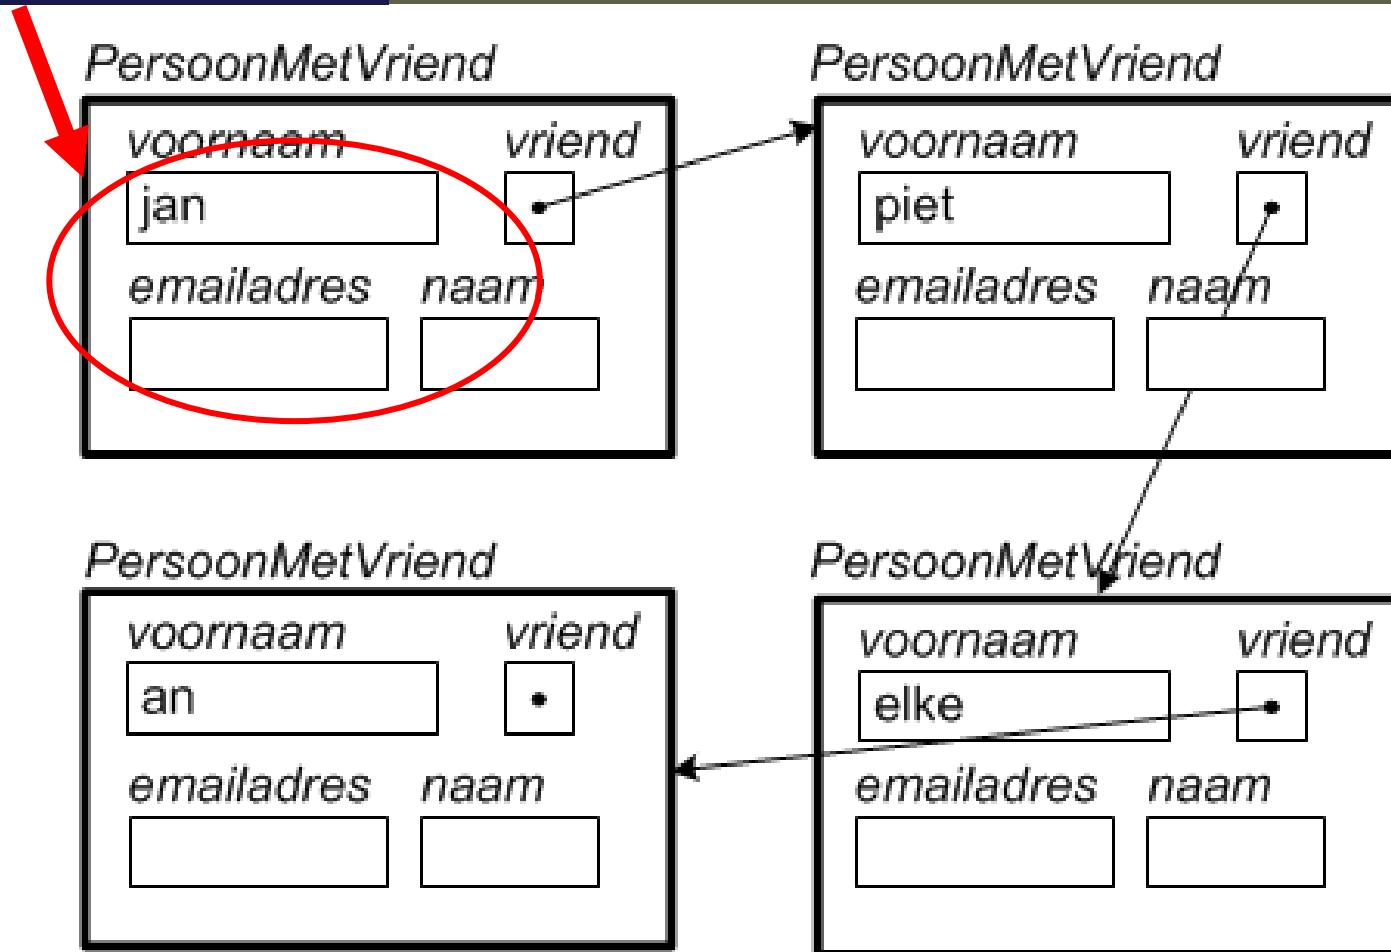 PersoonMetVriend
voornaam vriend
jan
emailadres naam
PersoonMetVriend
voornaam vriend
piet
emailadres naam
PersoonMetVriend
voornaam vriend
an
emailadres naam
PersoonMetVriend
voornaam vriend
elke
emailadres naam